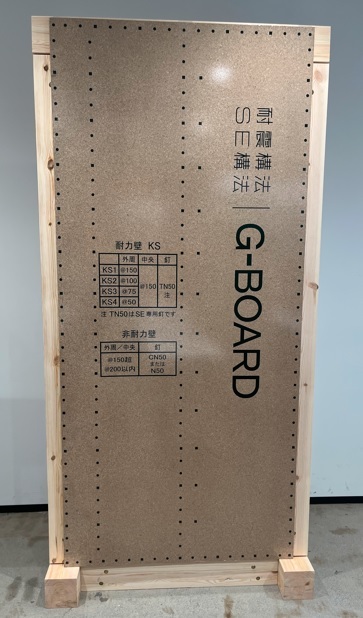 耐震構法
SE構法
G-BOARD
耐力壁 KS
外周 中央 釘
KS1 @150 @150 TN50 注
KS2 @100
KS3 @75
KS4 @50
注 TN50はSE専用釘です
非耐力壁
外周/中央 釘
@150超 @200以内 CN50 または N50